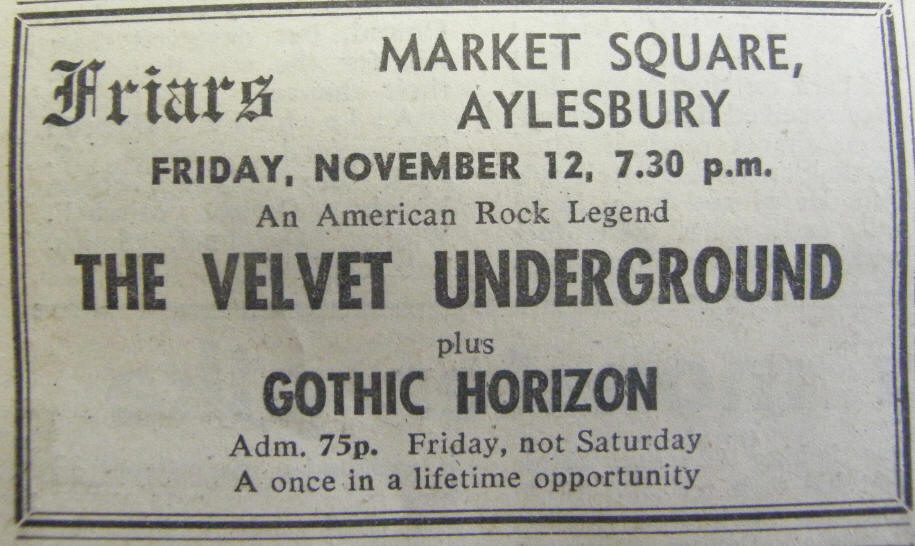 Friars
MARKET SQUARE,
AYLESBURY
FRIDAY, NOVEMBER 12, 7.30 p.m.
An American Rock Legend
THE VELVET UNDERGROUND
plus
GOTHIC HORIZON
Adm. 75p. Friday, not Saturday
A once in a lifetime opportunity